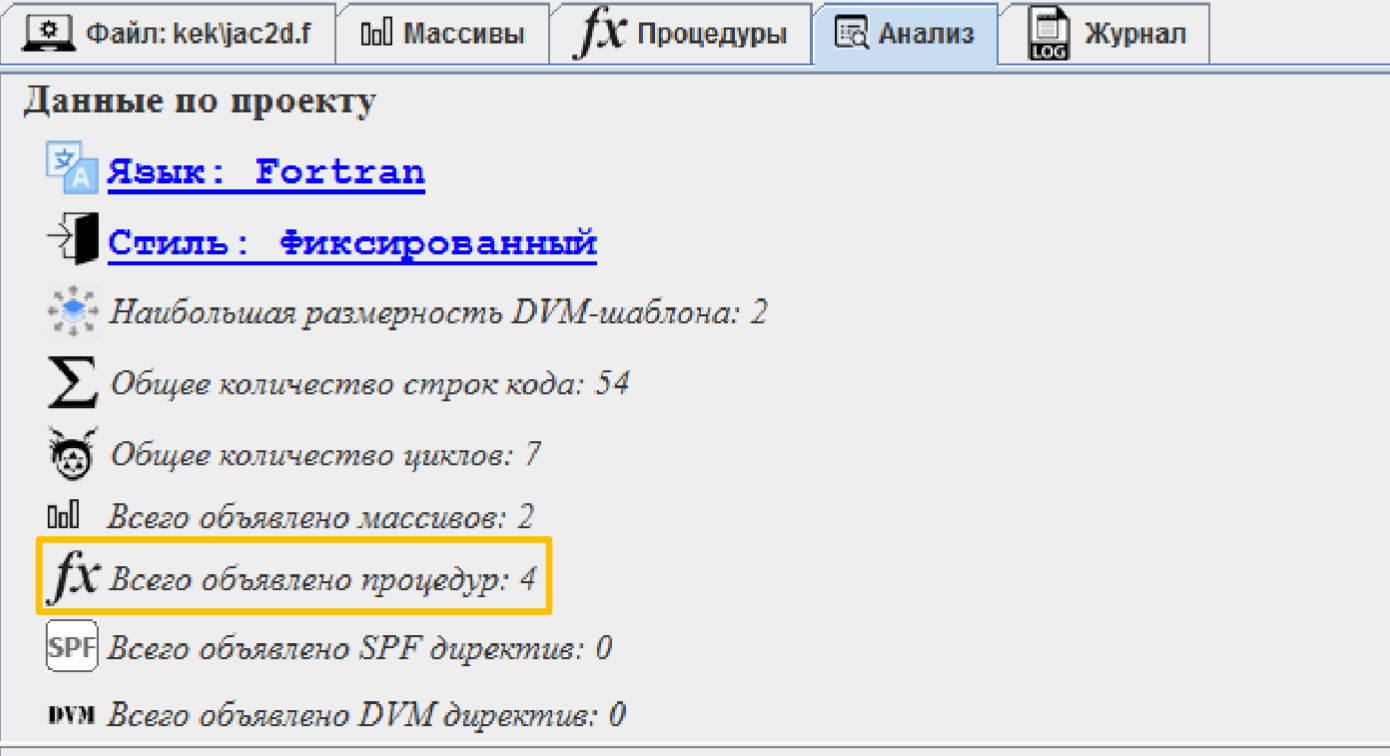 Файл: kek\jac2d.f Массивы fx Процедуры Анализ LOG Журнал
Данные по проекту
文A Язык: Fortran
Стиль: Фиксированный
Наибольшая размерность DVM-шаблона: 2
Σ Общее количество строк кода: 54
Общее количество циклов: 7
Всего объявлено массивов: 2
fx Всего объявлено процедур: 4
SPF Всего объявлено SPF директив: 0
DVM Всего объявлено DVM директив: 0